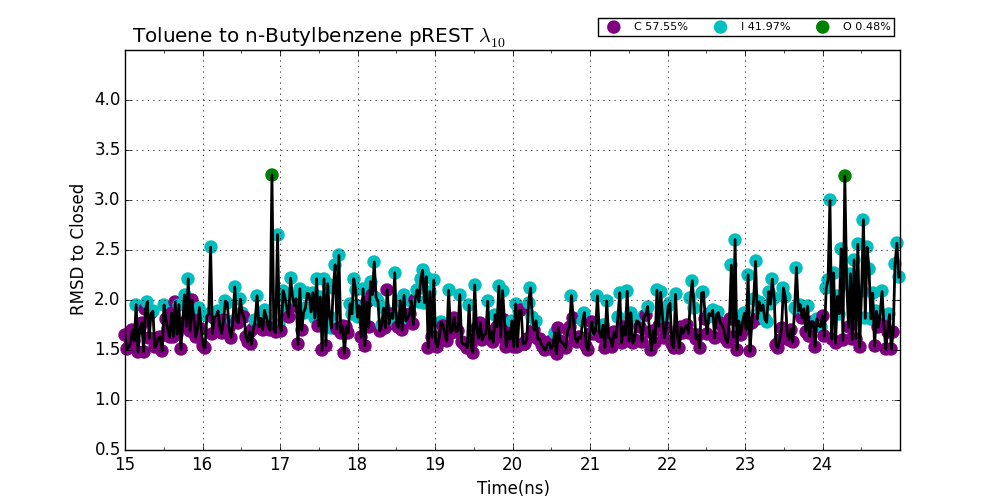 Toluene to n-Butylbenzene pREST λ10
C 57.55% I 41.97% O 0.48%
RMSD to Closed
4.0
3.5
3.0
2.5
2.0
1.5
1.0
0.5
15 16 17 18 19 20 21 22 23 24
Time(ns)